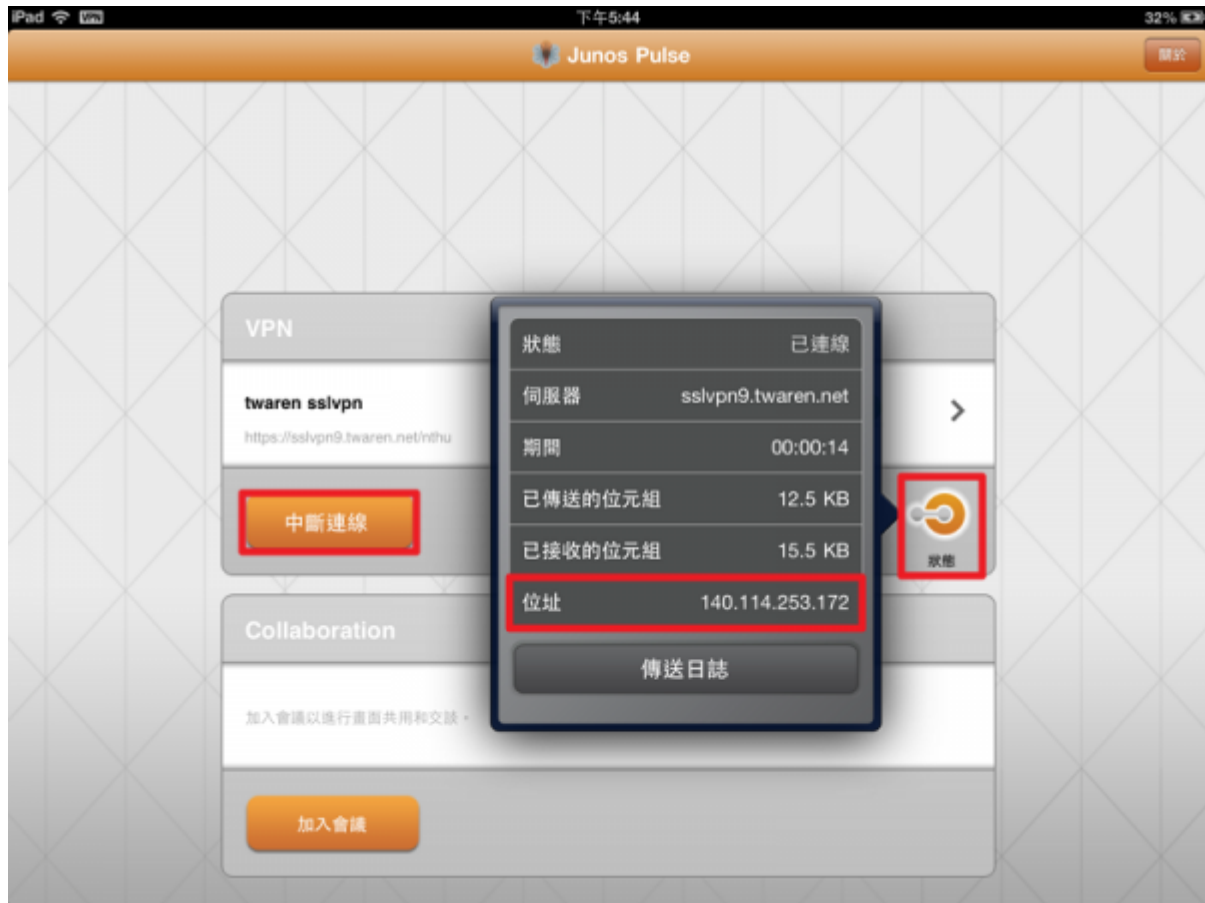 iPad VPN 下午5:44 32%
Junos Pulse 關於
VPN
twaren sslvpn
https://sslvpn9.twaren.net/nthu
中斷連線
狀態 已連線
伺服器 sslvpn9.twaren.net
期間 00:00:14
已傳送的位元組 12.5 KB
已接收的位元組 15.5 KB
位址 140.114.253.172
傳送日誌
狀態
Collaboration
加入會議以進行畫面共用和交談。
加入會議